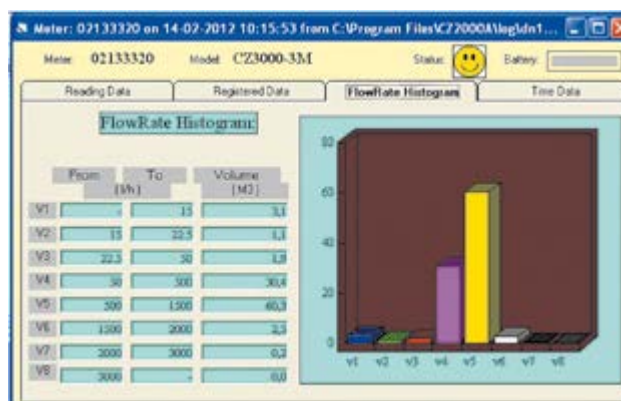 Meter: 02133320 on 14-02-2012 10:15:53 from C:\Program Files\CZ2000A\log\dn1...
Meter: 02133320 Model: CZ3000-3M Status: Battery:
Reading Data Registered Data FlowRate Histogram Time Data
FlowRate Histogram:
From To Volume
(l/h) (M3)
V1 - 15 3,1
V2 15 22.5 1,1
V3 22.5 50 1,9
V4 50 500 30,4
V5 500 1500 60,3
V6 1500 2000 2,5
V7 2000 3000 0,2
V8 3000 - 0,0
80
60
40
20
0
v1 v2 v3 v4 v5 v6 v7 v8